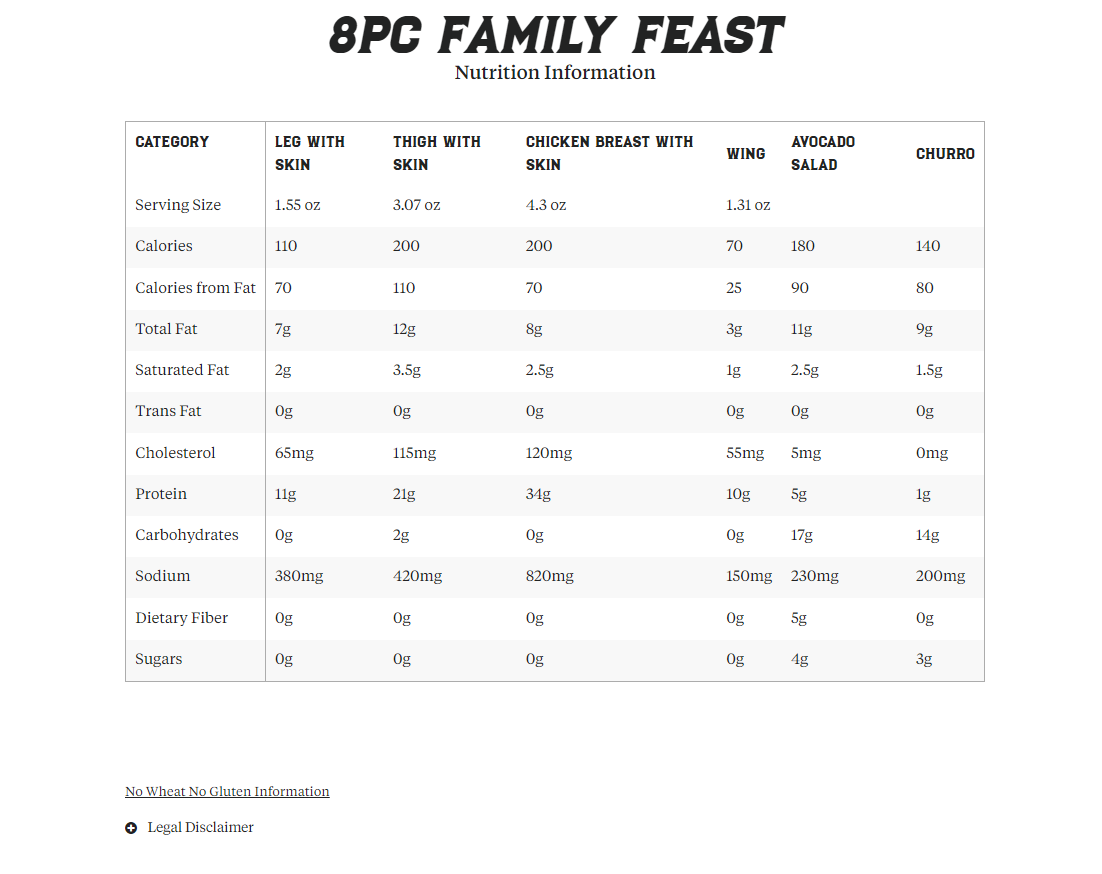 8PC FAMILY FEAST
Nutrition Information
CATEGORY LEG WITH SKIN THIGH WITH SKIN CHICKEN BREAST WITH SKIN WING AVOCADO SALAD CHURRO
Serving Size 1.55 oz 3.07 oz 4.3 oz 1.31 oz
Calories 110 200 200 70 180 140
Calories from Fat 70 110 70 25 90 80
Total Fat 7g 12g 8g 3g 11g 9g
Saturated Fat 2g 3.5g 2.5g 1g 2.5g 1.5g
Trans Fat 0g 0g 0g 0g 0g 0g
Cholesterol 65mg 115mg 120mg 55mg 5mg 0mg
Protein 11g 21g 34g 10g 5g 1g
Carbohydrates 0g 2g 0g 0g 17g 14g
Sodium 380mg 420mg 820mg 150mg 230mg 200mg
Dietary Fiber 0g 0g 0g 0g 5g 0g
Sugars 0g 0g 0g 0g 4g 3g
No Wheat No Gluten Information
Legal Disclaimer